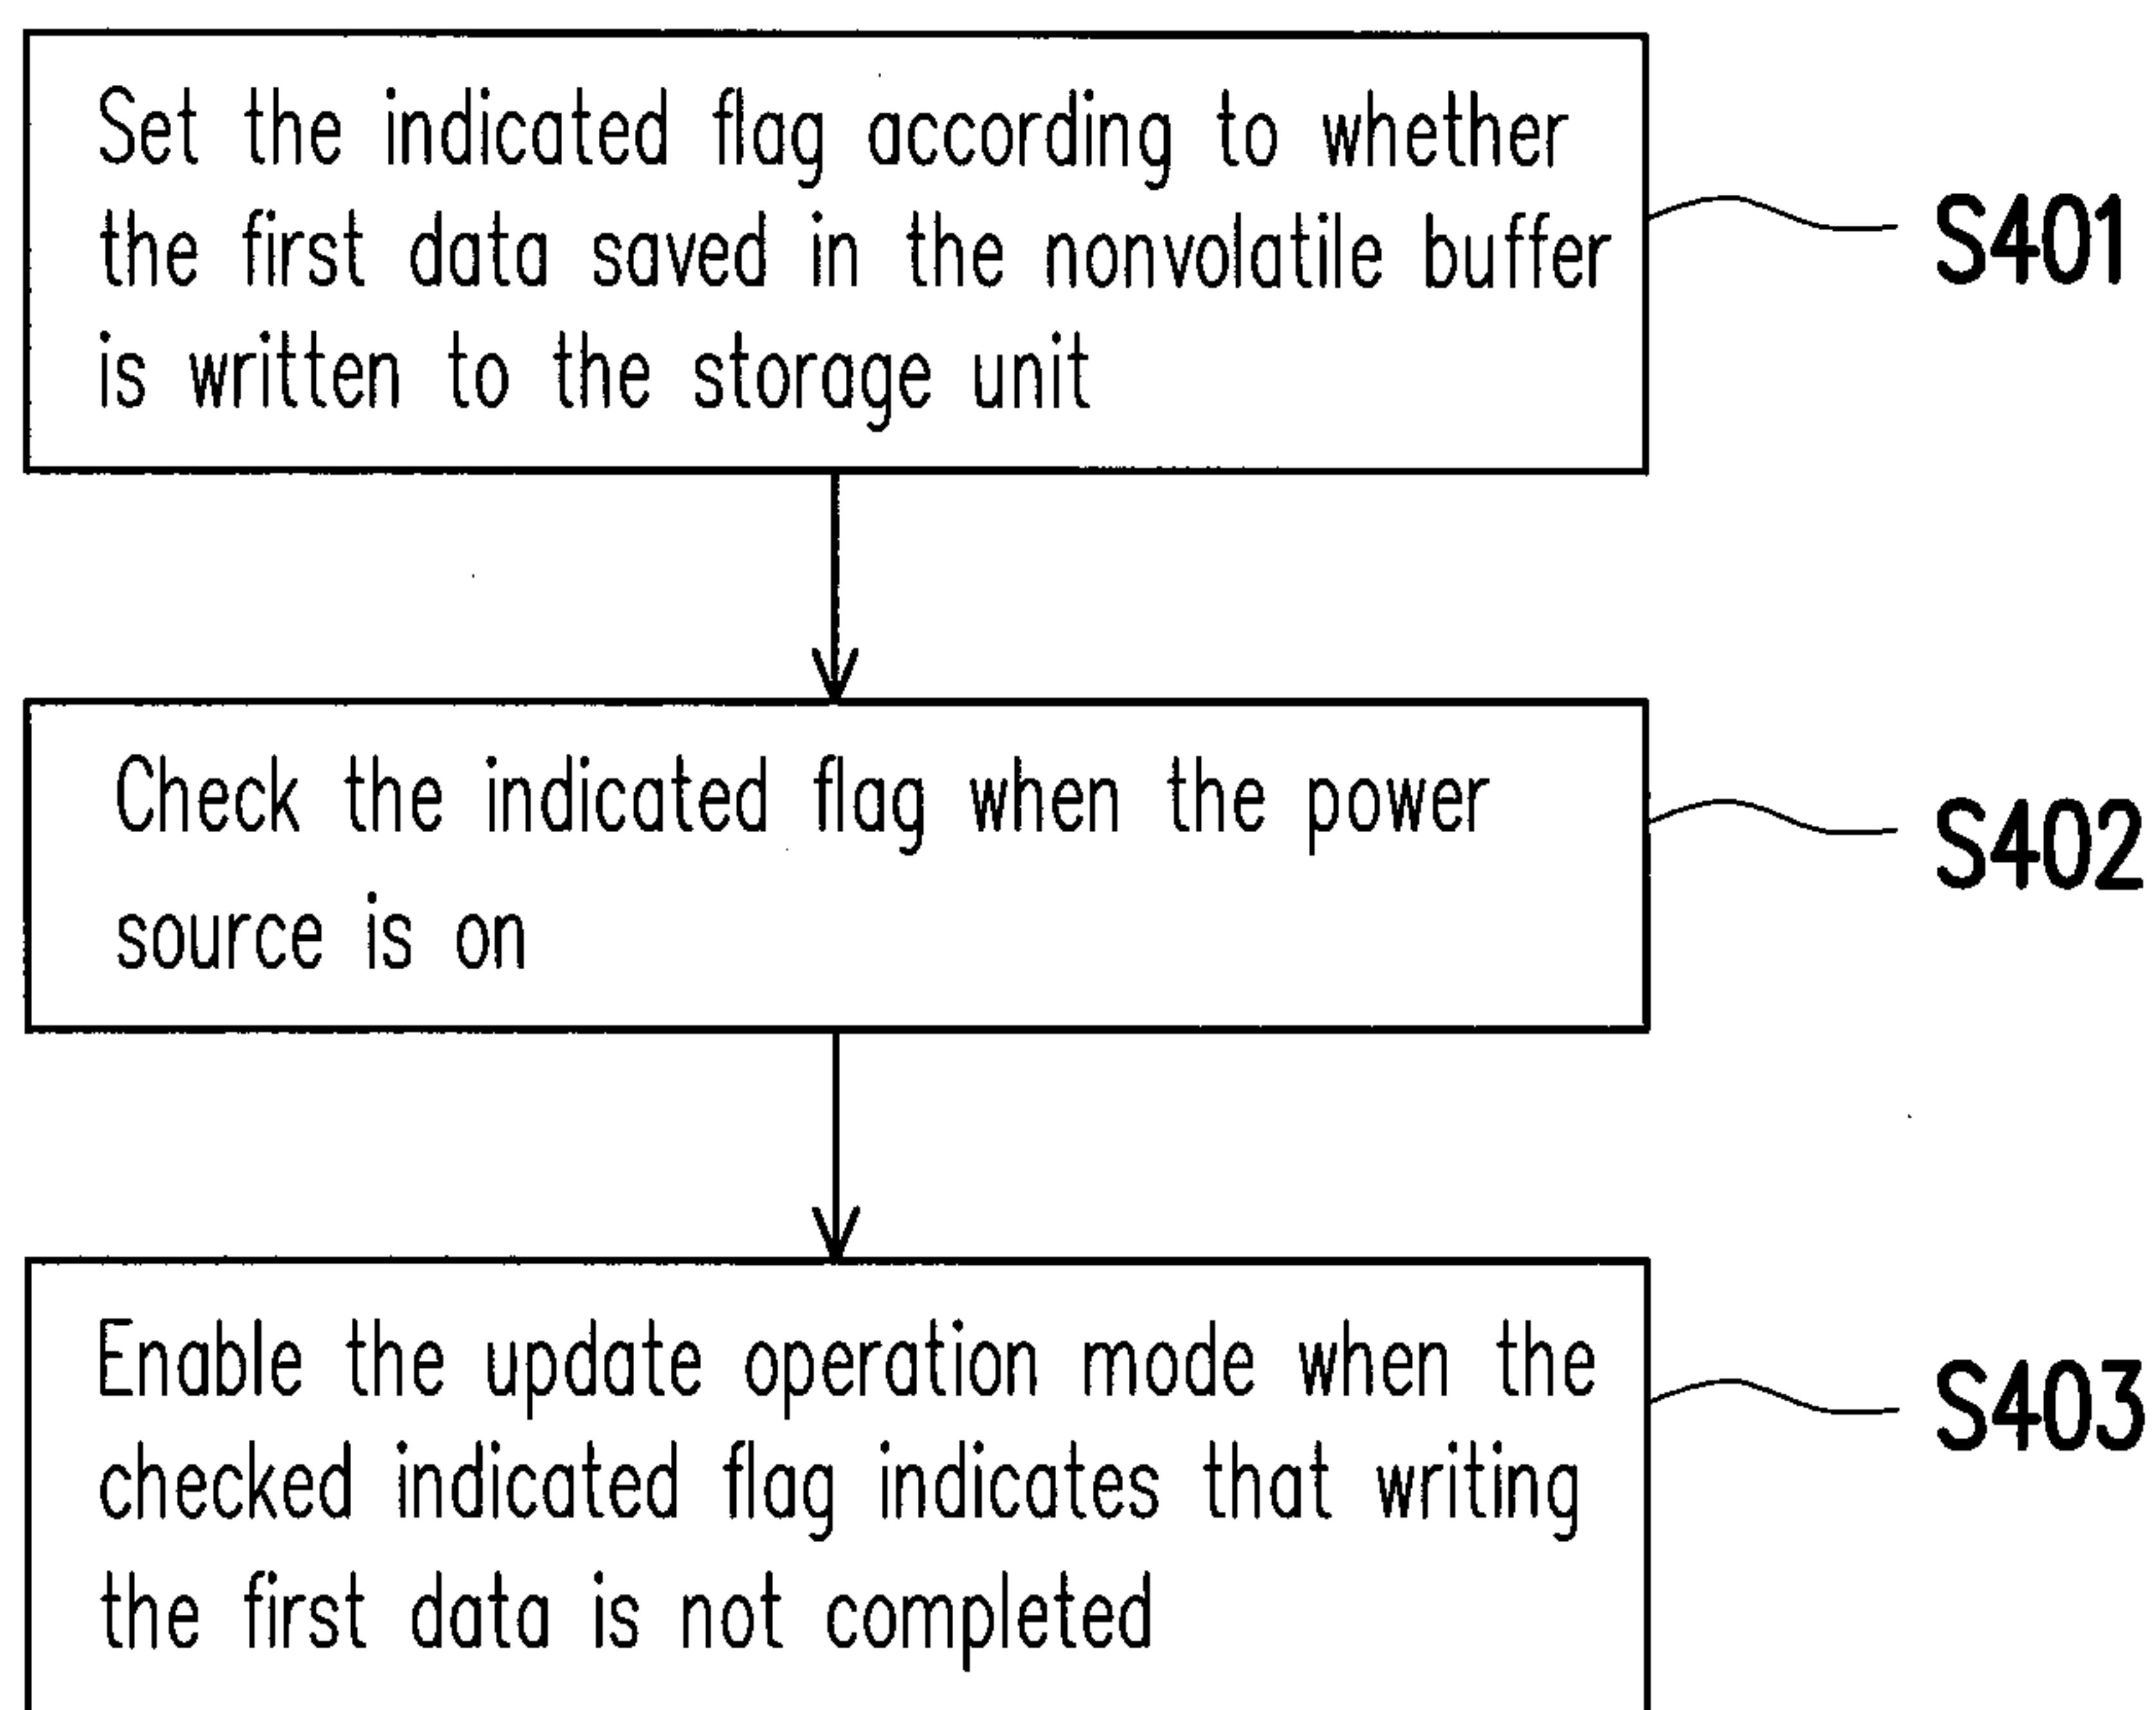 Set the indicated flag according to whether
the first data saved in the nonvolatile buffer
is written to the storage unit
S401
Check the indicated flag when the power
source is on
S402
Enable the update operation mode when the
checked indicated flag indicates that writing
the first data is not completed
S403